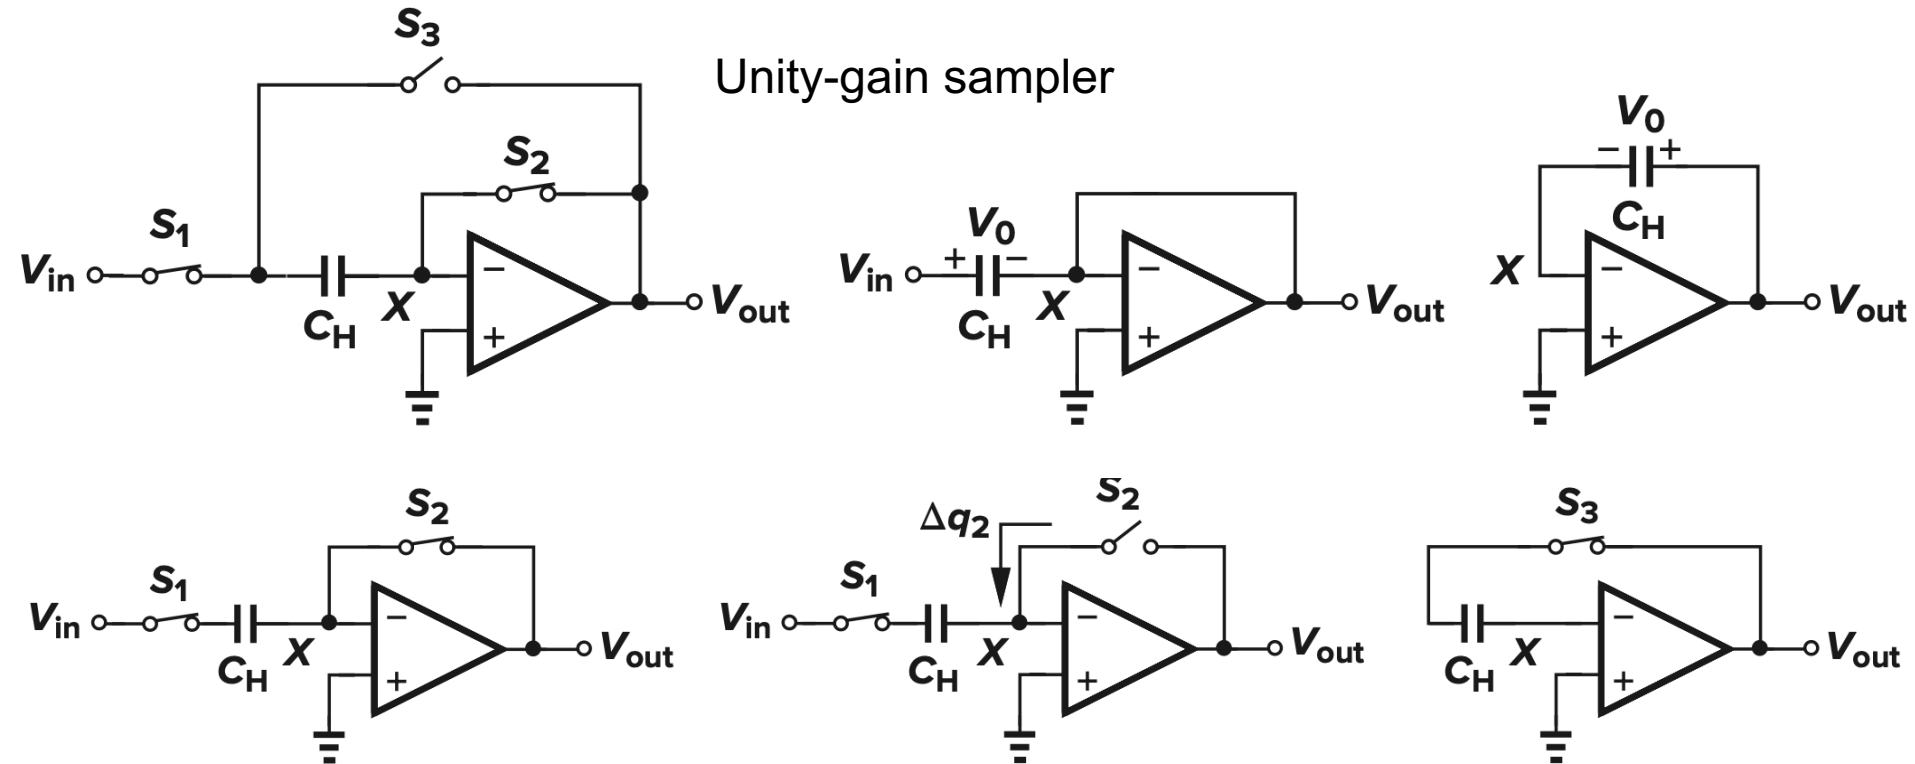 S3
Unity-gain sampler
S2
S1
Vin
CH
X
−
+
Vout
V0
+ −
Vin
CH
X
−
+
Vout
V0
− +
CH
X
−
+
Vout
S2
S1
Vin
CH
X
−
+
Vout
S2
Δq2
S1
Vin
CH
X
−
+
Vout
S3
CH
X
−
+
Vout